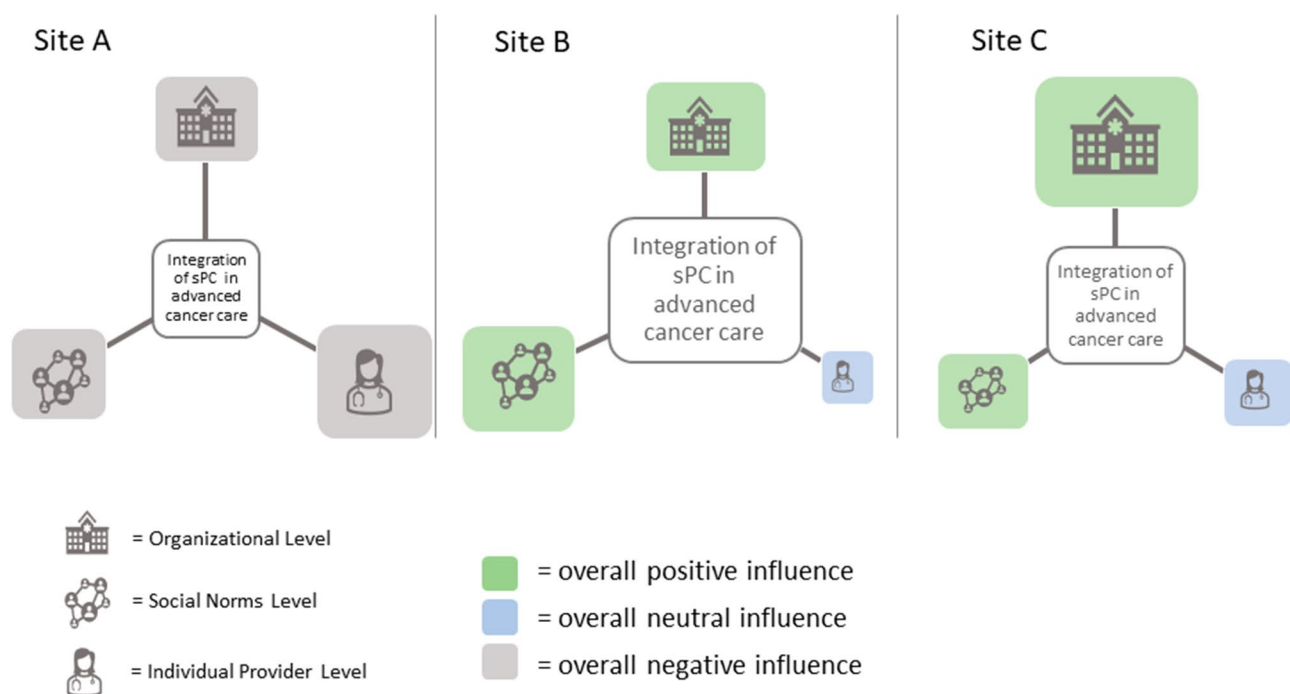 Site A
Site B
Site C
Integration
of sPC in
advanced
cancer care
Integration of
sPC in
advanced
cancer care
Integration of
sPC in
advanced
cancer care
= Organizational Level
= Social Norms Level
= Individual Provider Level
= overall positive influence
= overall neutral influence
= overall negative influence